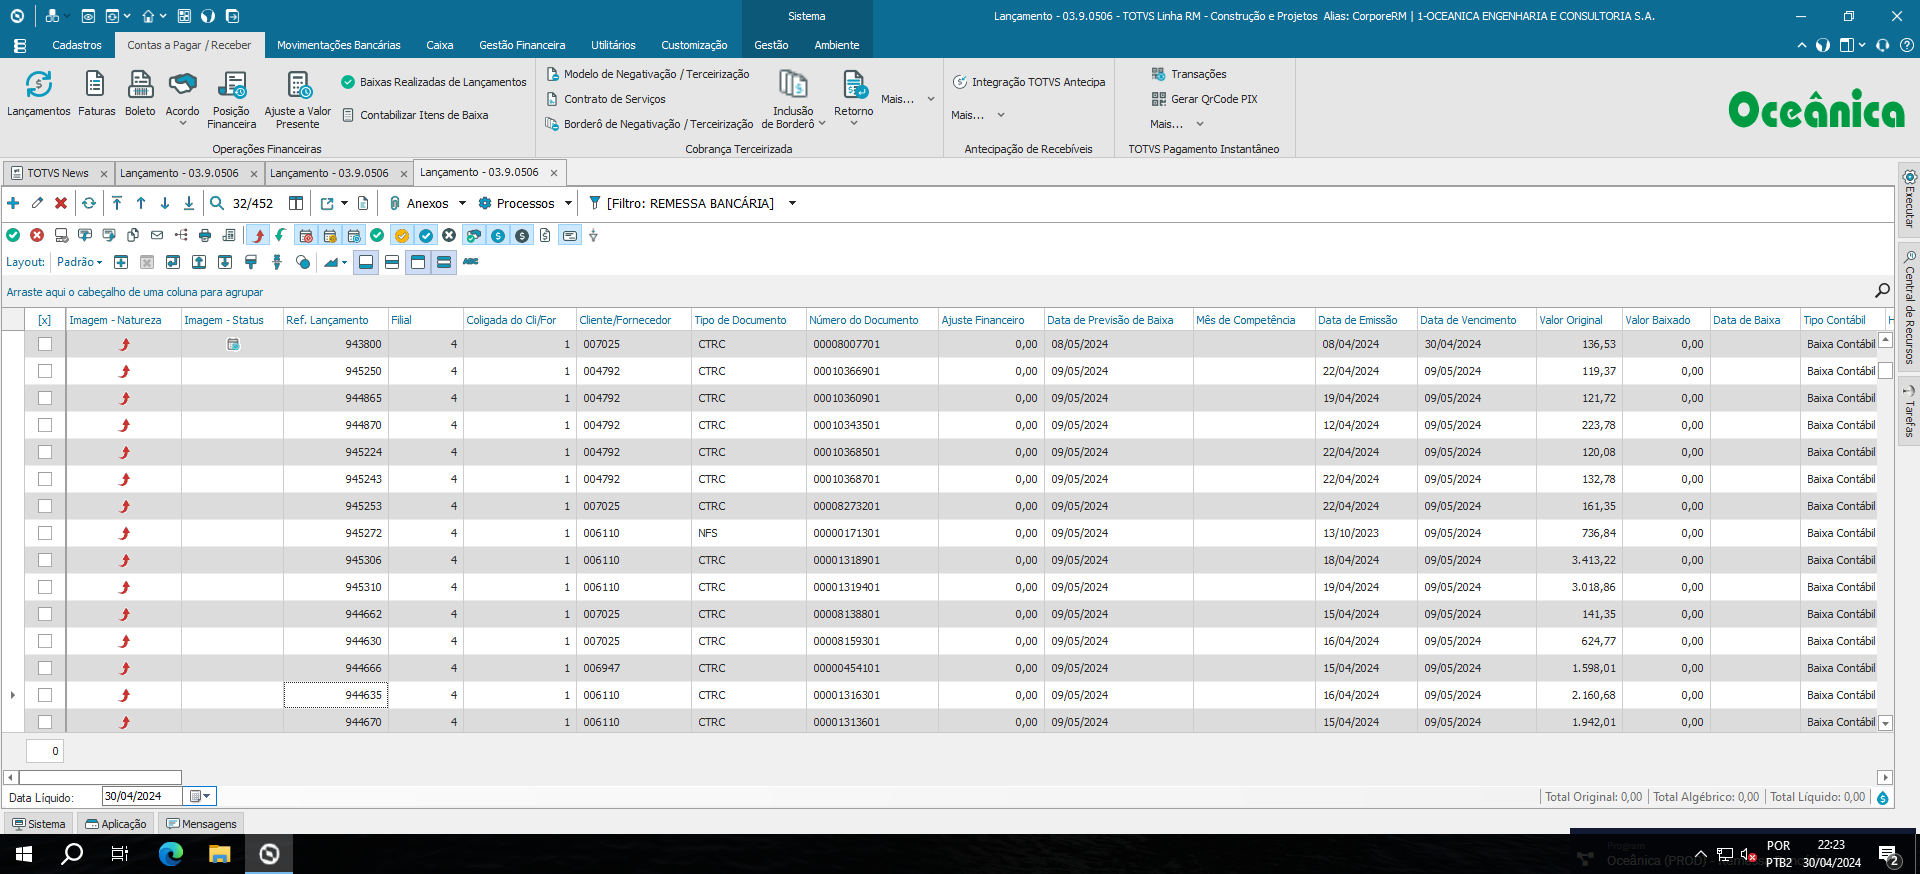 Sistema
Lançamento - 03.9.0506 - TOTVS Linha RM - Construção e Projetos  Alias: CorporeRM | 1-OCEANICA ENGENHARIA E CONSULTORIA S.A.
Cadastros
Contas a Pagar / Receber
Movimentações Bancárias
Caixa
Gestão Financeira
Utilitários
Customização
Gestão
Ambiente
Lançamentos
Faturas
Boleto
Acordo
Posição Financeira
Ajuste a Valor Presente
Baixas Realizadas de Lançamentos
Contabilizar Itens de Baixa
Operações Financeiras
Modelo de Negativação / Terceirização
Contrato de Serviços
Borderô de Negativação / Terceirização
Inclusão de Borderô
Retorno
Mais...
Cobrança Terceirizada
Integração TOTVS Antecipa
Mais...
Antecipação de Recebíveis
Transações
Gerar QrCode PIX
Mais...
TOTVS Pagamento Instantâneo
Oceânica
TOTVS News
Lançamento - 03.9.0506
Lançamento - 03.9.0506
Lançamento - 03.9.0506
32/452
Anexos
Processos
[Filtro: REMESSA BANCÁRIA]
Layout:
Padrão
ABC
Arraste aqui o cabeçalho de uma coluna para agrupar
[x] Imagem - Natureza Imagem - Status Ref. Lançamento Filial Coligada do Cli/For Cliente/Fornecedor Tipo de Documento Número do Documento Ajuste Financeiro Data de Previsão de Baixa Mês de Competência Data de Emissão Data de Vencimento Valor Original Valor Baixado Data de Baixa Tipo Contábil H
943800 4 1 007025 CTRC 00008007701 0,00 08/05/2024 08/04/2024 30/04/2024 136,53 0,00 Baixa Contábil
945250 4 1 004792 CTRC 00010366901 0,00 09/05/2024 22/04/2024 09/05/2024 119,37 0,00 Baixa Contábil
944865 4 1 004792 CTRC 00010360901 0,00 09/05/2024 19/04/2024 09/05/2024 121,72 0,00 Baixa Contábil
944870 4 1 004792 CTRC 00010343501 0,00 09/05/2024 12/04/2024 09/05/2024 223,78 0,00 Baixa Contábil
945224 4 1 004792 CTRC 00010368501 0,00 09/05/2024 22/04/2024 09/05/2024 120,08 0,00 Baixa Contábil
945243 4 1 004792 CTRC 00010368701 0,00 09/05/2024 22/04/2024 09/05/2024 132,78 0,00 Baixa Contábil
945253 4 1 007025 CTRC 00008273201 0,00 09/05/2024 22/04/2024 09/05/2024 161,35 0,00 Baixa Contábil
945272 4 1 006110 NFS 00000171301 0,00 09/05/2024 13/10/2023 09/05/2024 736,84 0,00 Baixa Contábil
945306 4 1 006110 CTRC 00001318901 0,00 09/05/2024 18/04/2024 09/05/2024 3.413,22 0,00 Baixa Contábil
945310 4 1 006110 CTRC 00001319401 0,00 09/05/2024 19/04/2024 09/05/2024 3.018,86 0,00 Baixa Contábil
944662 4 1 007025 CTRC 00008138801 0,00 09/05/2024 15/04/2024 09/05/2024 141,35 0,00 Baixa Contábil
944630 4 1 007025 CTRC 00008159301 0,00 09/05/2024 16/04/2024 09/05/2024 624,77 0,00 Baixa Contábil
944666 4 1 006947 CTRC 00000454101 0,00 09/05/2024 15/04/2024 09/05/2024 1.598,01 0,00 Baixa Contábil
944635 4 1 006110 CTRC 00001316301 0,00 09/05/2024 16/04/2024 09/05/2024 2.160,68 0,00 Baixa Contábil
944670 4 1 006110 CTRC 00001313601 0,00 09/05/2024 15/04/2024 09/05/2024 1.942,01 0,00 Baixa Contábil
0
Data Líquido: 30/04/2024
Total Original: 0,00 | Total Algébrico: 0,00 | Total Líquido: 0,00
Executar
Central de Recursos
Tarefas
Sistema
Aplicação
Mensagens
Program
Oceânica (PROD)
POR
PTB2
22:23
30/04/2024
2